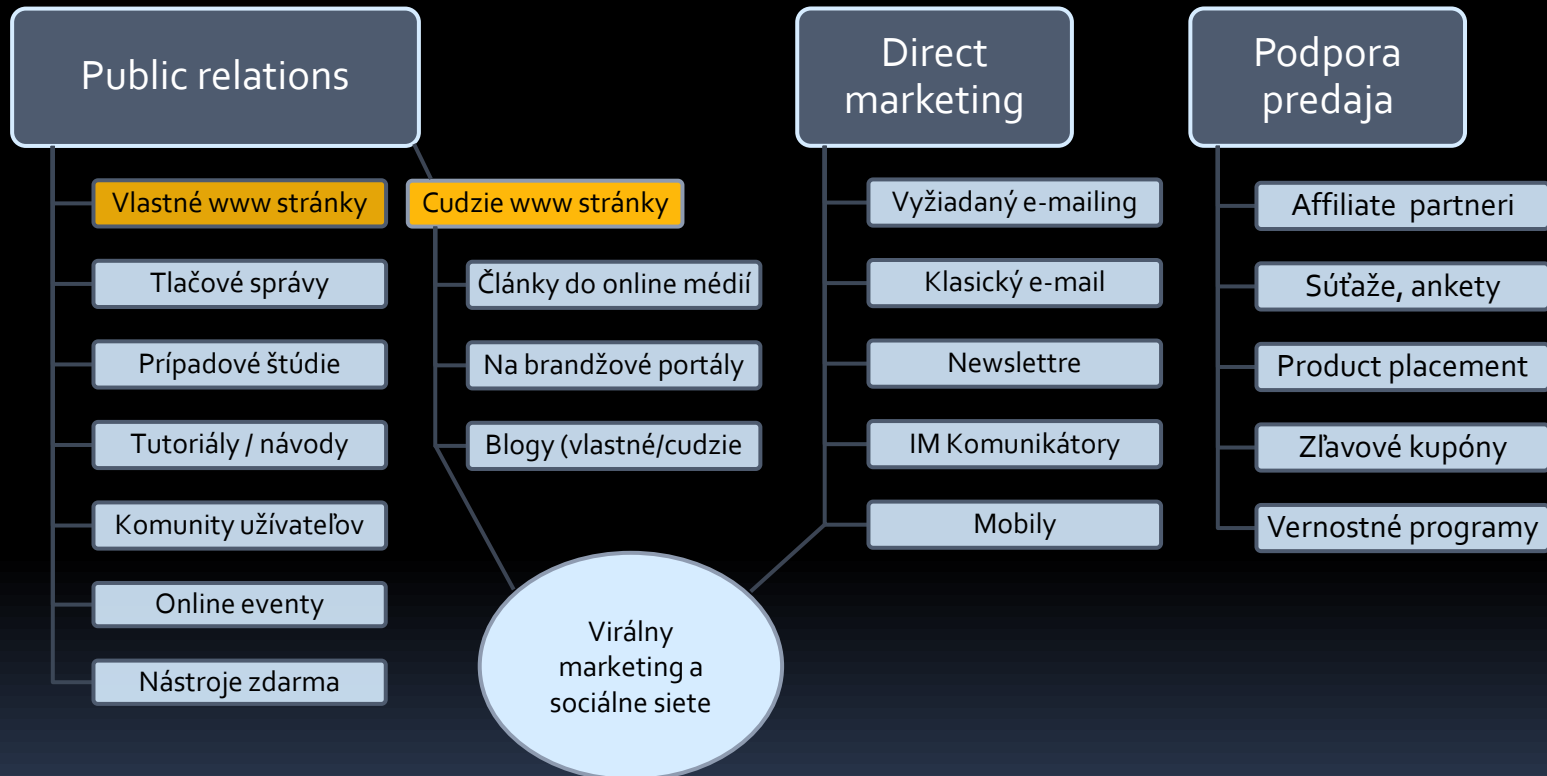 Public relations
Vlastné www stránky
Tlačové správy
Prípadové štúdie
Tutoriály / návody
Komunity užívateľov
Online eventy
Nástroje zdarma
Cudzie www stránky
Články do online médií
Na brandžové portály
Blogy (vlastné/cudzie
Direct
marketing
Vyžiadaný e-mailing
Klasický e-mail
Newslettre
IM Komunikátory
Mobily
Virálny
marketing a
sociálne siete
Podpora
predaja
Affiliate partneri
Súťaže, ankety
Product placement
Zľavové kupóny
Vernostné programy